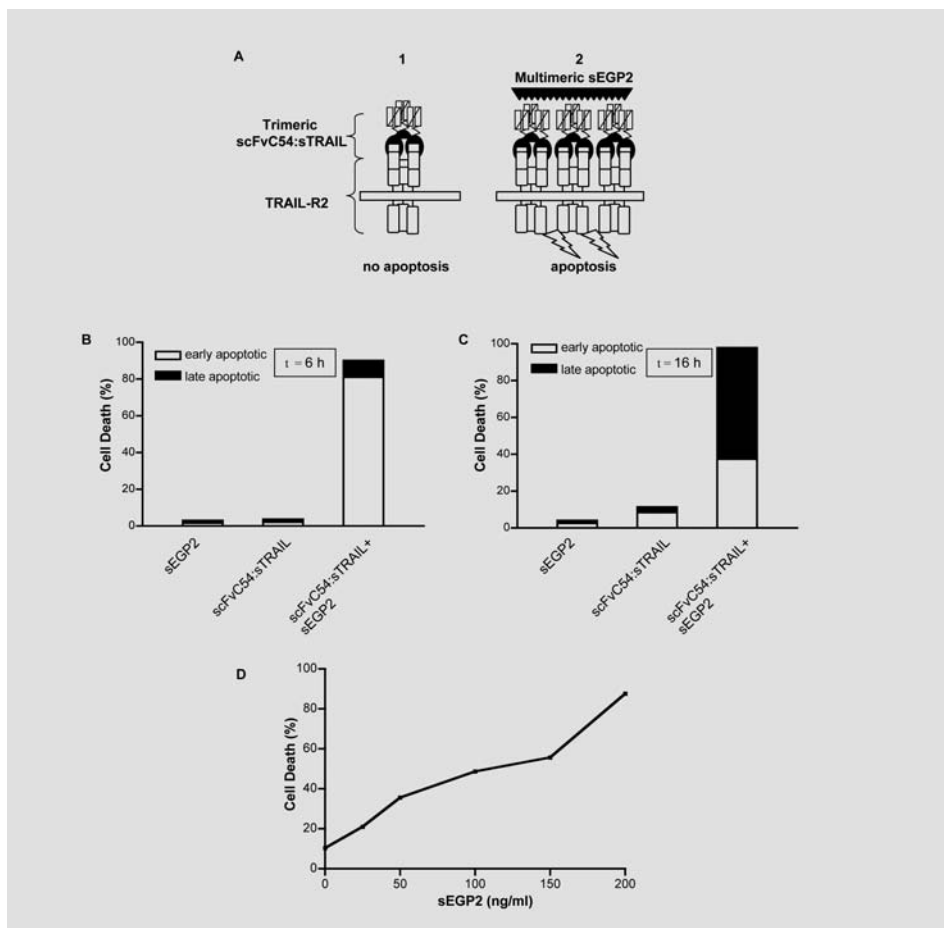 A
1
2
Multimeric sEGP2
Trimeric
scFvC54:sTRAIL
TRAIL-R2
no apoptosis
apoptosis
B
100
80
60
40
20
0
Cell Death (%)
early apoptotic
late apoptotic
t = 6 h
sEGP2
scFvC54:sTRAIL
scFvC54:sTRAIL+
sEGP2
C
100
80
60
40
20
0
Cell Death (%)
early apoptotic
late apoptotic
t = 16 h
sEGP2
scFvC54:sTRAIL
scFvC54:sTRAIL+
sEGP2
D
100
80
60
40
20
0
Cell Death (%)
0
50
100
150
200
sEGP2 (ng/ml)